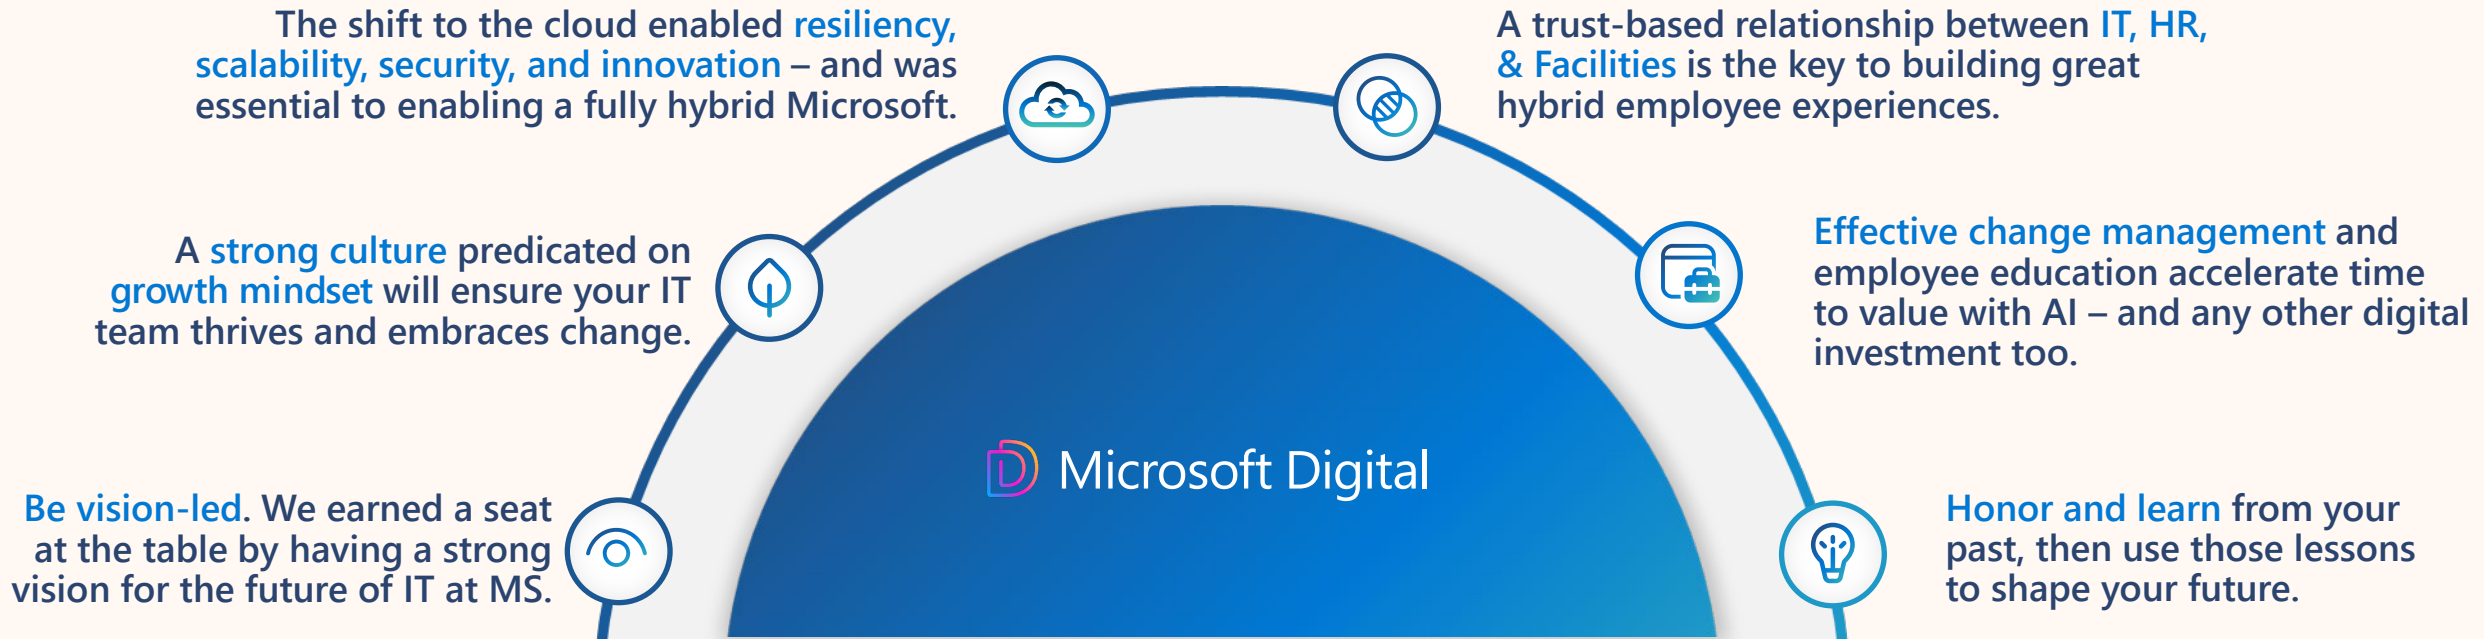 The shift to the cloud enabled resiliency,
scalability, security, and innovation – and was
essential to enabling a fully hybrid Microsoft.
A trust-based relationship between IT, HR,
& Facilities is the key to building great
hybrid employee experiences.
A strong culture predicated on
growth mindset will ensure your IT
team thrives and embraces change.
Effective change management and
employee education accelerate time
to value with AI – and any other digital
investment too.
Microsoft Digital
Be vision-led. We earned a seat
at the table by having a strong
vision for the future of IT at MS.
Honor and learn from your
past, then use those lessons
to shape your future.